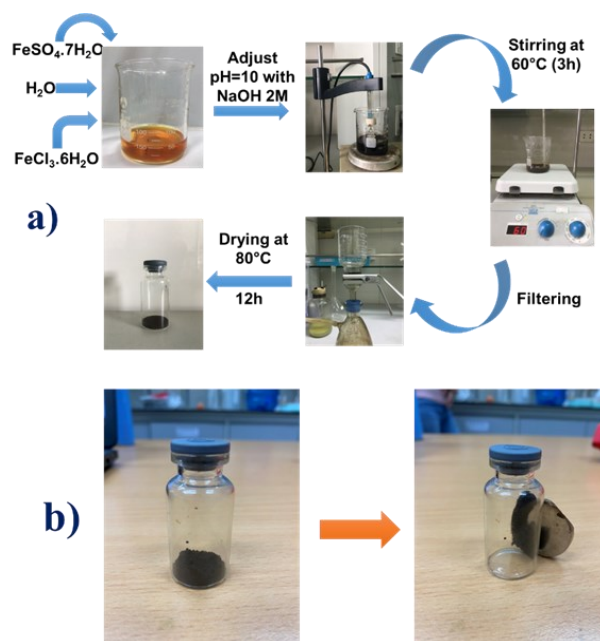 FeSO₄.7H₂O
H₂O
FeCl₃.6H₂O
Adjust
pH=10 with
NaOH 2M
Stirring at
60°C (3h)
60
a)
Drying at
80°C
12h
Filtering
b)